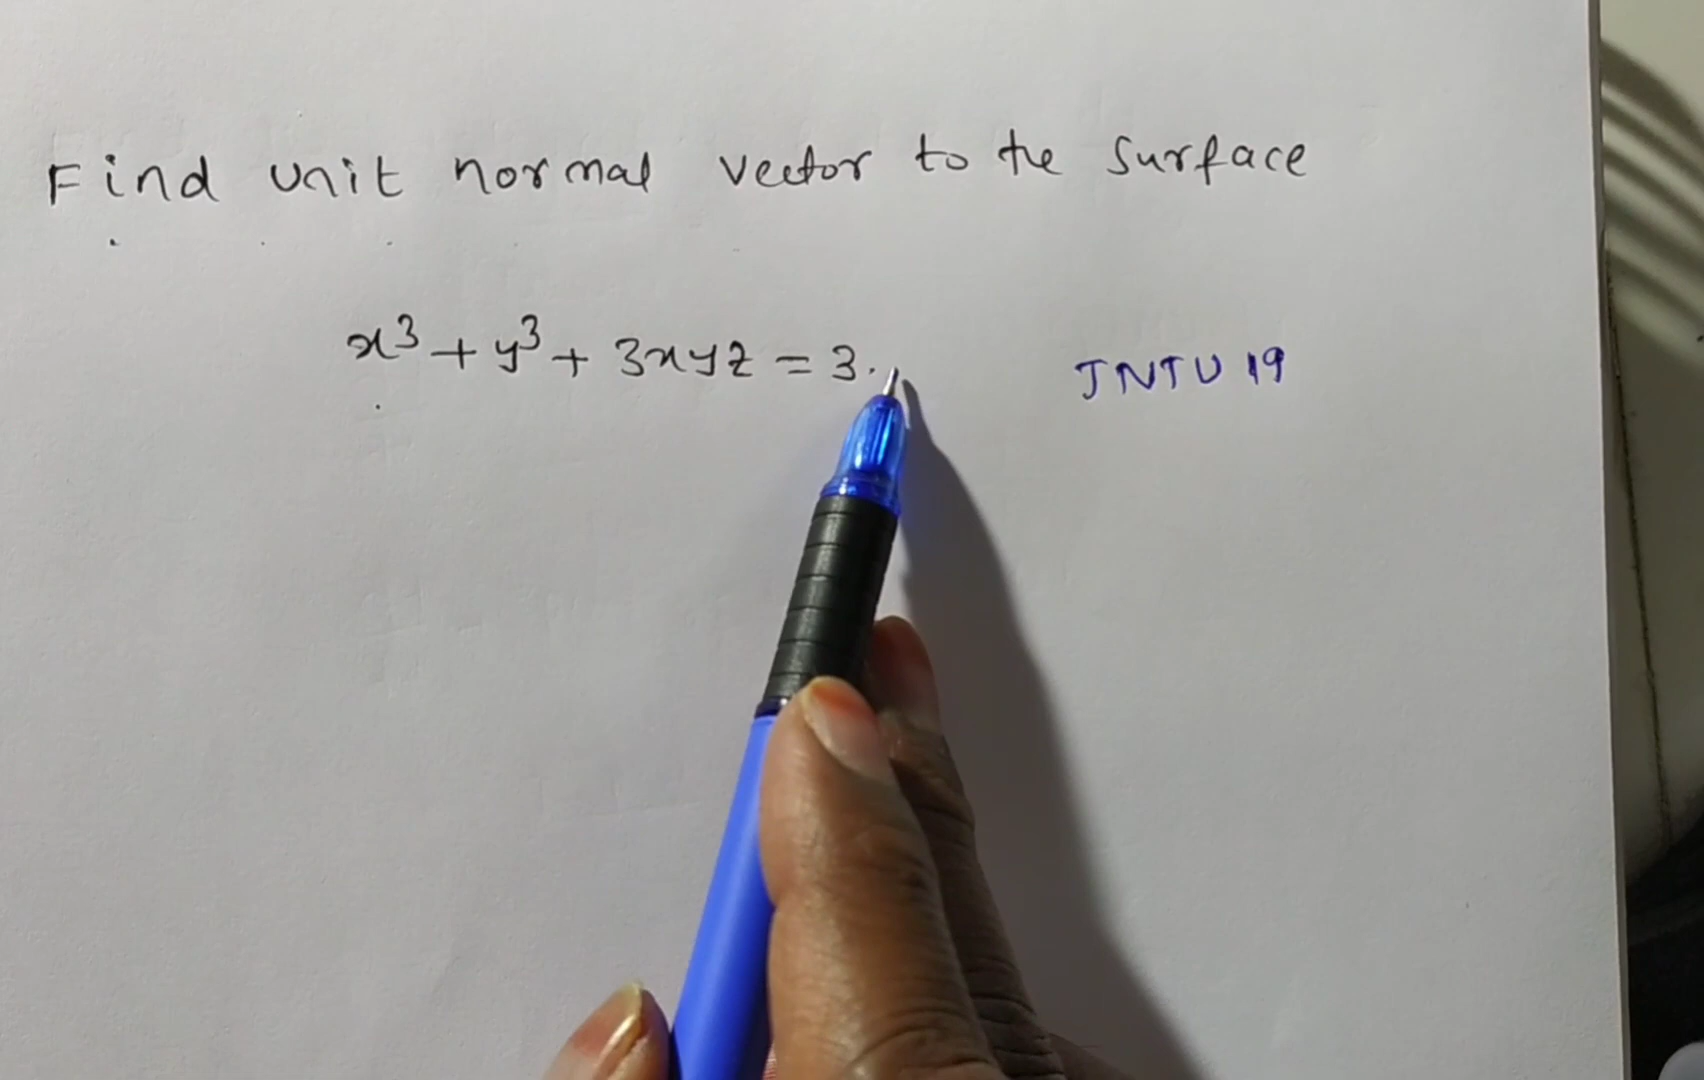 Find unit normal vector to the surface
x³ + y³ + 3xyz = 3.
JNTU 19